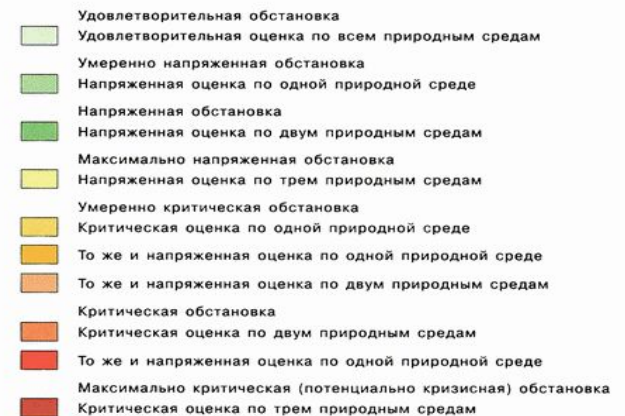 Удовлетворительная обстановка
Удовлетворительная оценка по всем природным средам
Умеренно напряженная обстановка
Напряженная оценка по одной природной среде
Напряженная обстановка
Напряженная оценка по двум природным средам
Максимально напряженная обстановка
Напряженная оценка по трем природным средам
Умеренно критическая обстановка
Критическая оценка по одной природной среде
То же и напряженная оценка по одной природной среде
То же и напряженная оценка по двум природным средам
Критическая обстановка
Критическая оценка по двум природным средам
То же и напряженная оценка по одной природной среде
Максимально критическая (потенциально кризисная) обстановка
Критическая оценка по трем природным средам